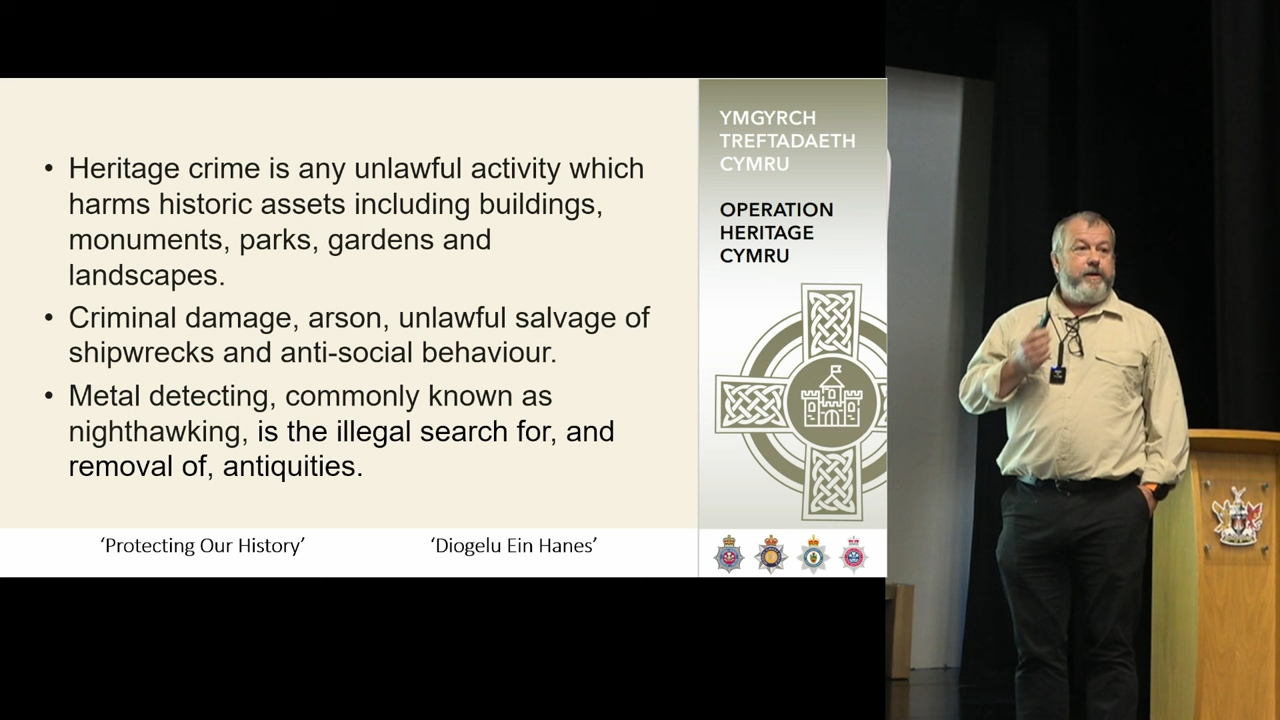 • Heritage crime is any unlawful activity which
harms historic assets including buildings,
monuments, parks, gardens and
landscapes.
• Criminal damage, arson, unlawful salvage of
shipwrecks and anti-social behaviour.
• Metal detecting, commonly known as
nighthawking, is the illegal search for, and
removal of, antiquities.
‘Protecting Our History’
‘Diogelu Ein Hanes’
YMGYRCH
TREFTADAETH
CYMRU
OPERATION
HERITAGE
CYMRU